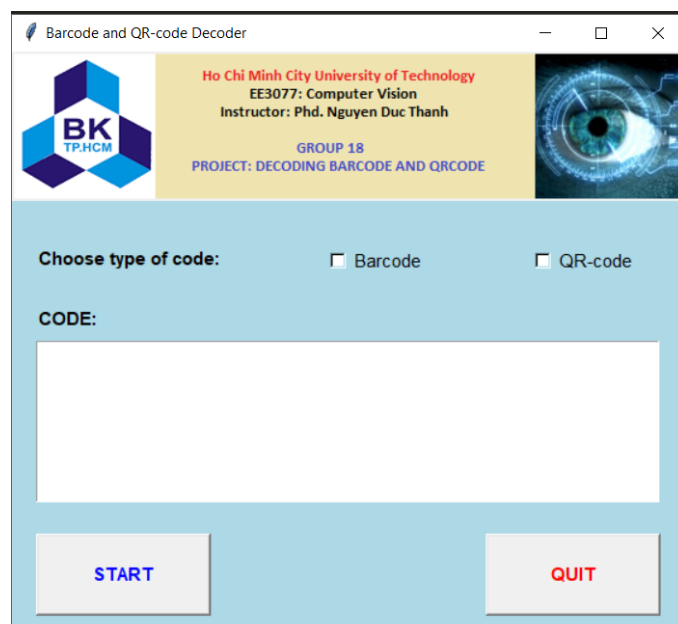 Barcode and QR-code Decoder
BK
TP.HCM
Ho Chi Minh City University of Technology
EE3077: Computer Vision
Instructor: Phd. Nguyen Duc Thanh
GROUP 18
PROJECT: DECODING BARCODE AND QRCODE
Choose type of code:
Barcode
QR-code
CODE:
START
QUIT